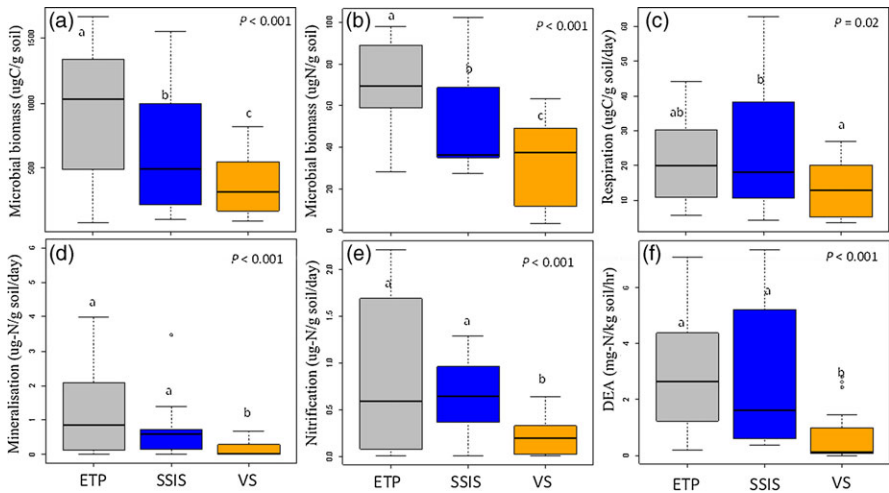 (a)
P < 0.001
Microbial biomass (ugC/g soil)
500
1000
1500
a
b
c
(b)
P < 0.001
Microbial biomass (ugN/g soil)
0
20
40
60
80
100
a
b
c
(c)
P = 0.02
Respiration (ugC/g soil/day)
10
20
30
40
50
60
ab
b
a
(d)
P < 0.001
Mineralisation (ug-N/g soil/day)
0
1
2
3
4
5
6
a
a
b
ETP
SSIS
VS
(e)
P < 0.001
Nitrification (ug-N/g soil/day)
0.0
0.5
1.0
1.5
2.0
a
a
b
ETP
SSIS
VS
(f)
P < 0.001
DEA (mg-N/kg soil/hr)
0
2
4
6
a
a
b
ETP
SSIS
VS